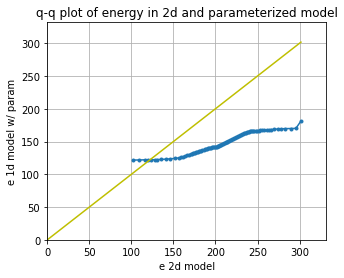 q-q plot of energy in 2d and parameterized model
300
250
200
150
100
50
0
e 1d model w/ param
0 50 100 150 200 250 300
e 2d model